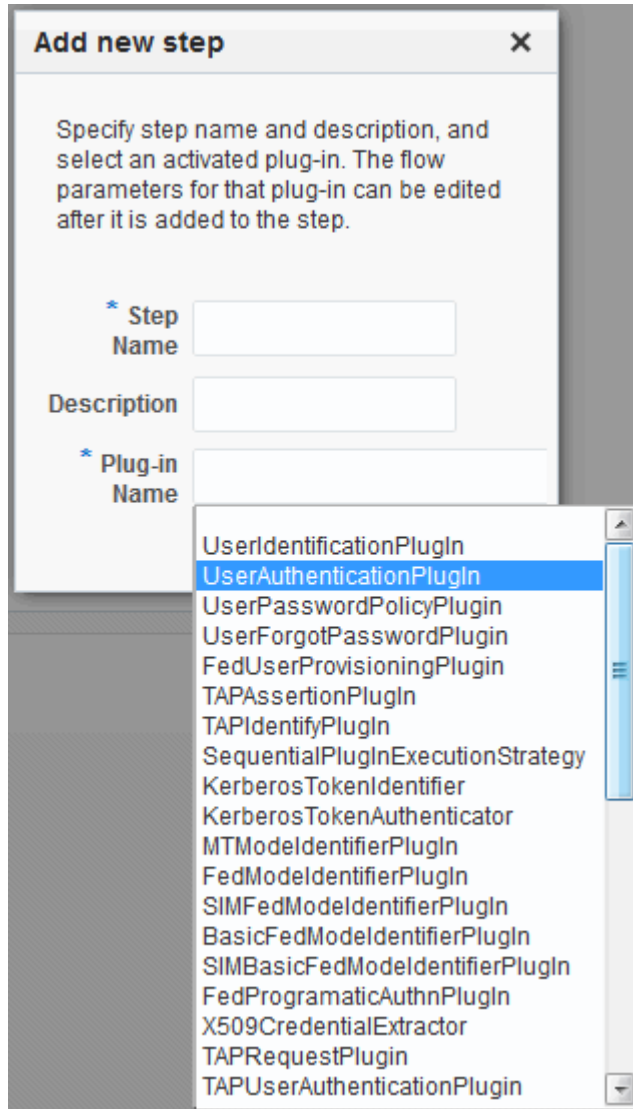 Add new step
Specify step name and description, and
select an activated plug-in. The flow
parameters for that plug-in can be edited
after it is added to the step.
* Step
Name
Description
* Plug-in
Name
UserIdentificationPlugIn
UserAuthenticationPlugIn
UserPasswordPolicyPlugin
UserForgotPasswordPlugin
FedUserProvisioningPlugin
TAPAssertionPlugIn
TAPIdentifyPlugIn
SequentialPlugInExecutionStrategy
KerberosTokenIdentifier
KerberosTokenAuthenticator
MTModeIdentifierPlugIn
FedModeIdentifierPlugIn
SIMFedModeIdentifierPlugIn
BasicFedModeIdentifierPlugIn
SIMBasicFedModeIdentifierPlugIn
FedProgramaticAuthnPlugIn
X509CredentialExtractor
TAPRequestPlugin
TAPUserAuthenticationPlugin